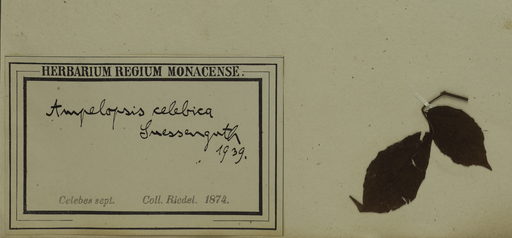 HERBARIUM REGIUM MONACENSE.
Ampelopsis celebica
Suessenguth
1939.
Celebes sept. Coll. Riedel. 1874.